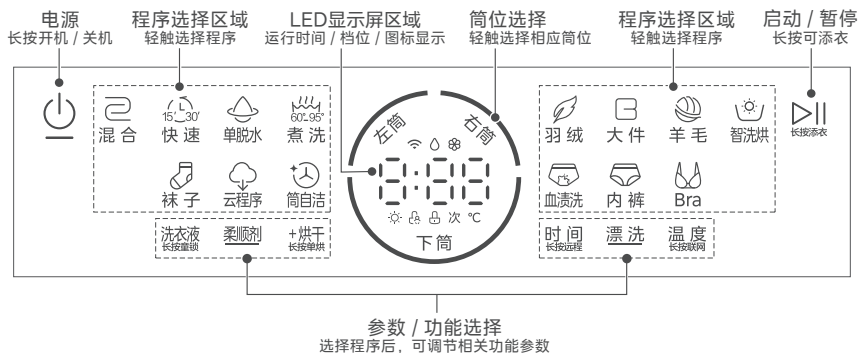 电源
长按开机 / 关机
程序选择区域
轻触选择程序
LED显示屏区域
运行时间 / 档位 / 图标显示
筒位选择
轻触选择相应筒位
程序选择区域
轻触选择程序
启动 / 暂停
长按可添衣
混合
15' 30'
快速
单脱水
60° 95°
煮洗
袜子
云程序
筒自洁
洗衣液
长按童锁
柔顺剂
+烘干
长按单烘
左筒
右筒
8:88
次 °C
下筒
羽绒
大件
羊毛
智洗烘
血渍洗
内裤
Bra
时间
长按远程
漂洗
温度
长按联网
长按添衣
参数 / 功能选择
选择程序后，可调节相关功能参数